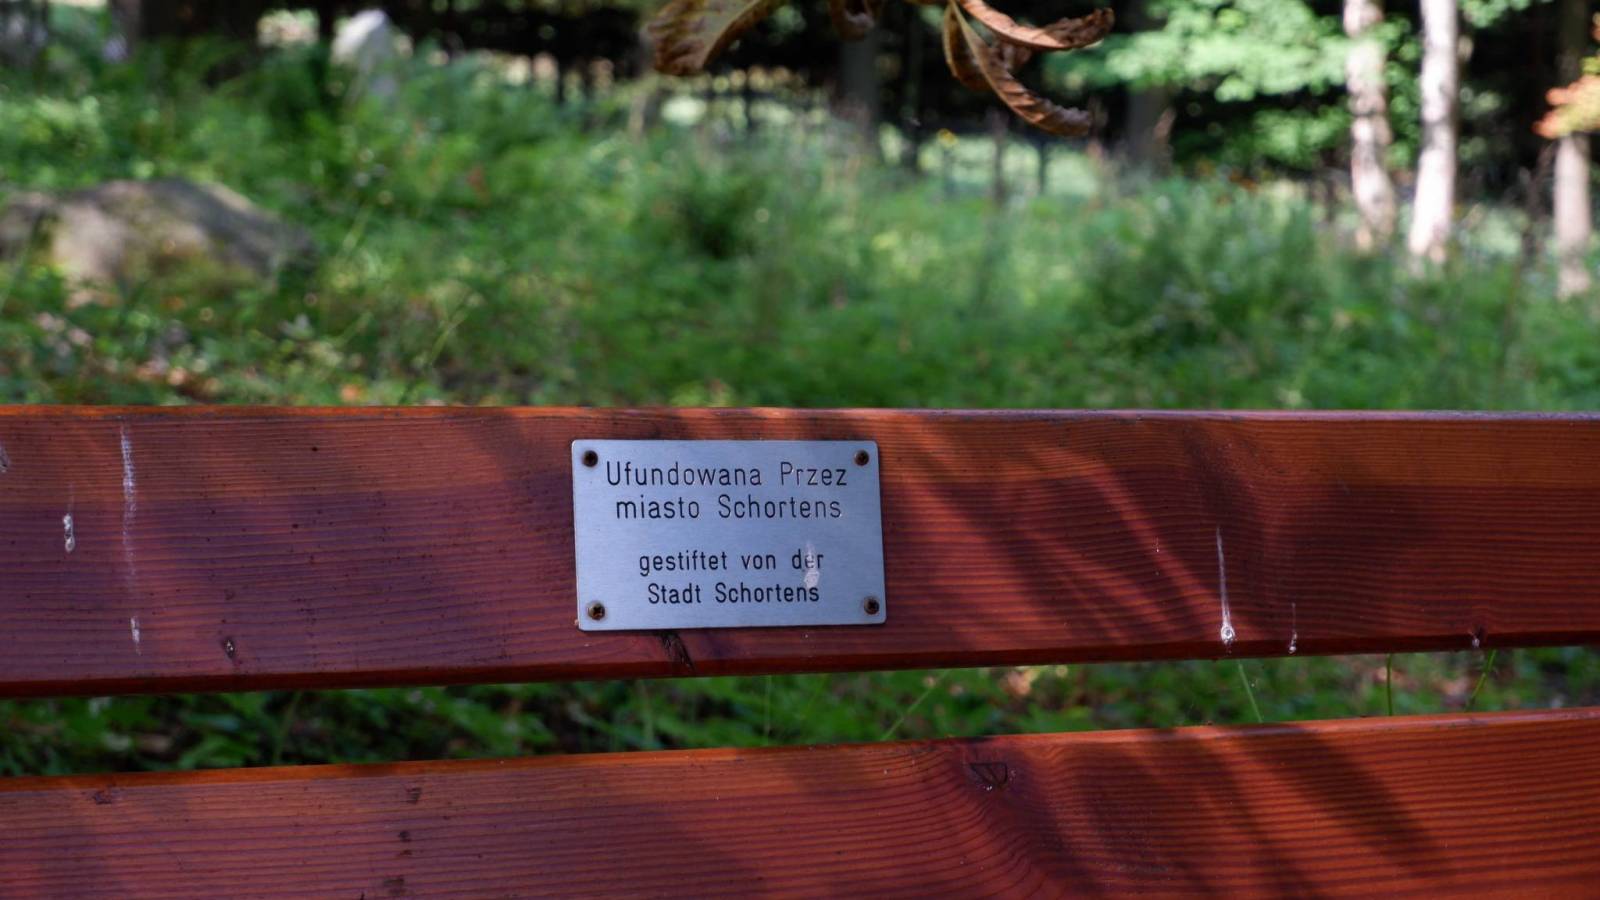 Ufundowana Przez
miasto Schortens
gestiftet von der
Stadt Schortens